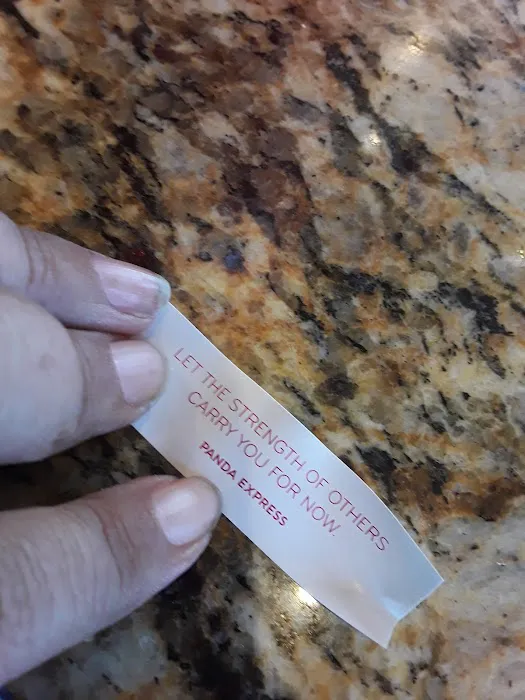 LET THE STRENGTH OF OTHERS
CARRY YOU FOR NOW.
PANDA EXPRESS